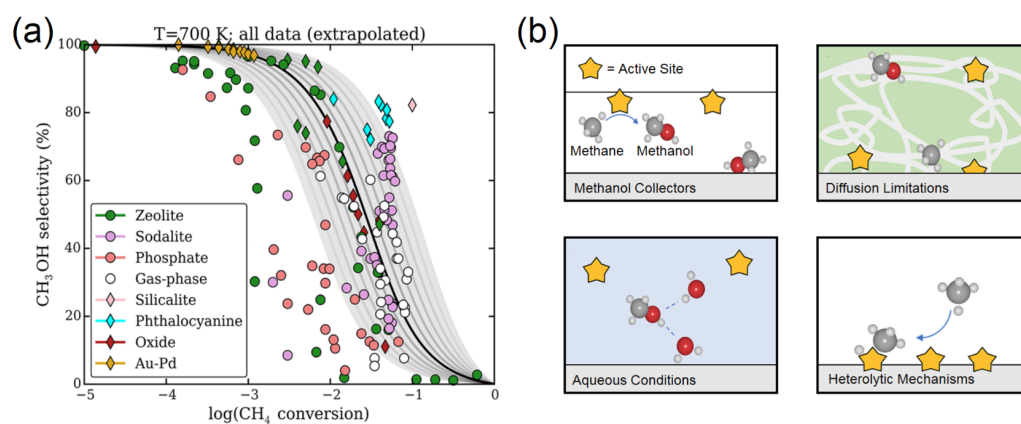 (a)
T=700 K; all data (extrapolated)
100
80
60
40
20
0
CH₃OH selectivity (%)
Zeolite
Sodalite
Phosphate
Gas-phase
Silicalite
Phthalocyanine
Oxide
Au-Pd
−5
−4
−3
−2
−1
0
log(CH₄ conversion)
(b)
= Active Site
Methane
Methanol
Methanol Collectors
Diffusion Limitations
Aqueous Conditions
Heterolytic Mechanisms